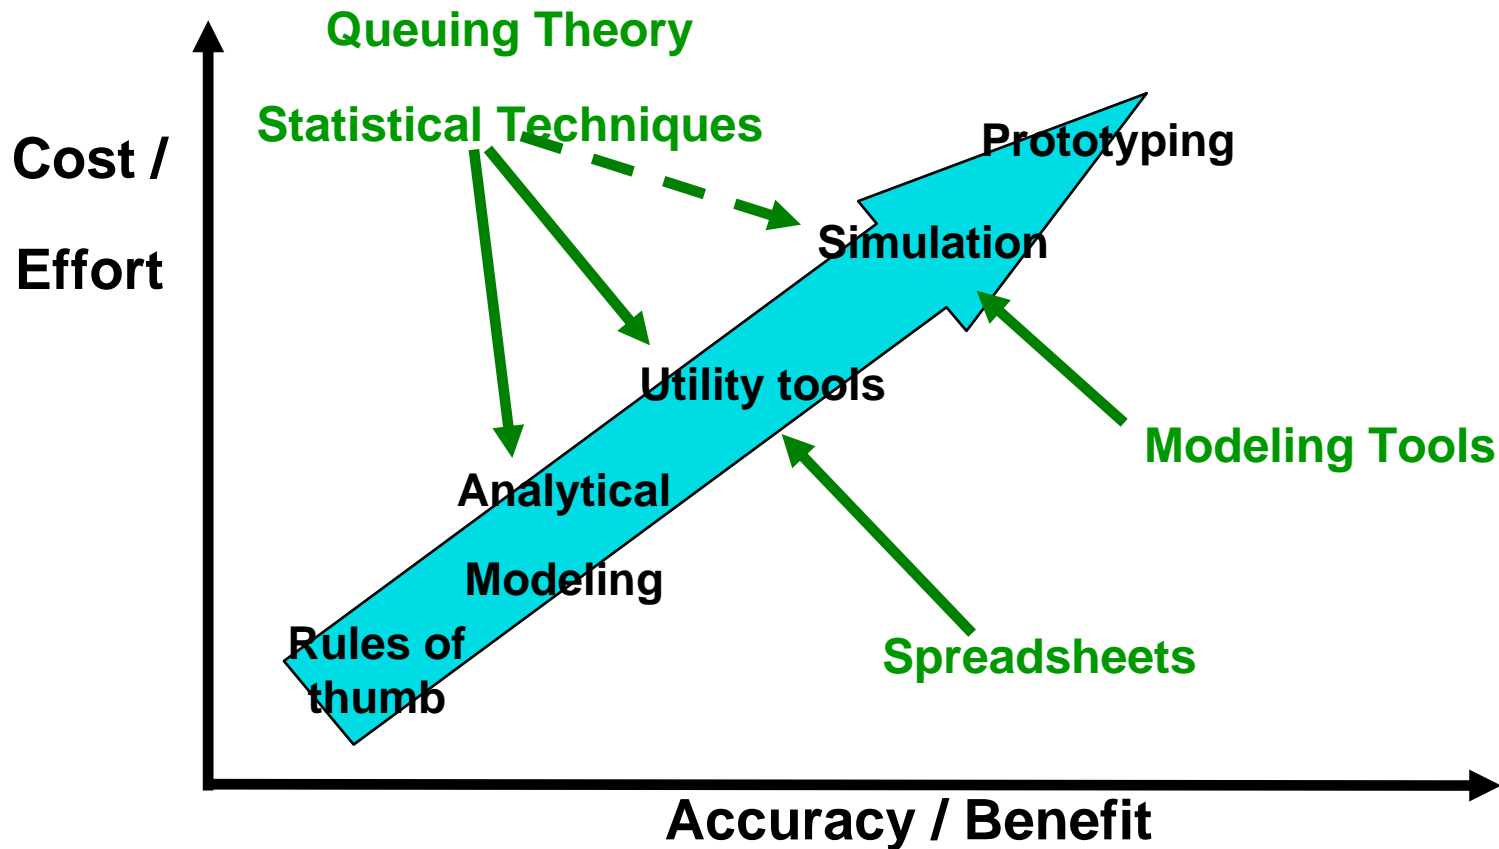 Queuing Theory
Statistical Techniques
Cost /
Effort
Prototyping
Simulation
Utility tools
Modeling Tools
Analytical
Modeling
Rules of
thumb
Spreadsheets
Accuracy / Benefit